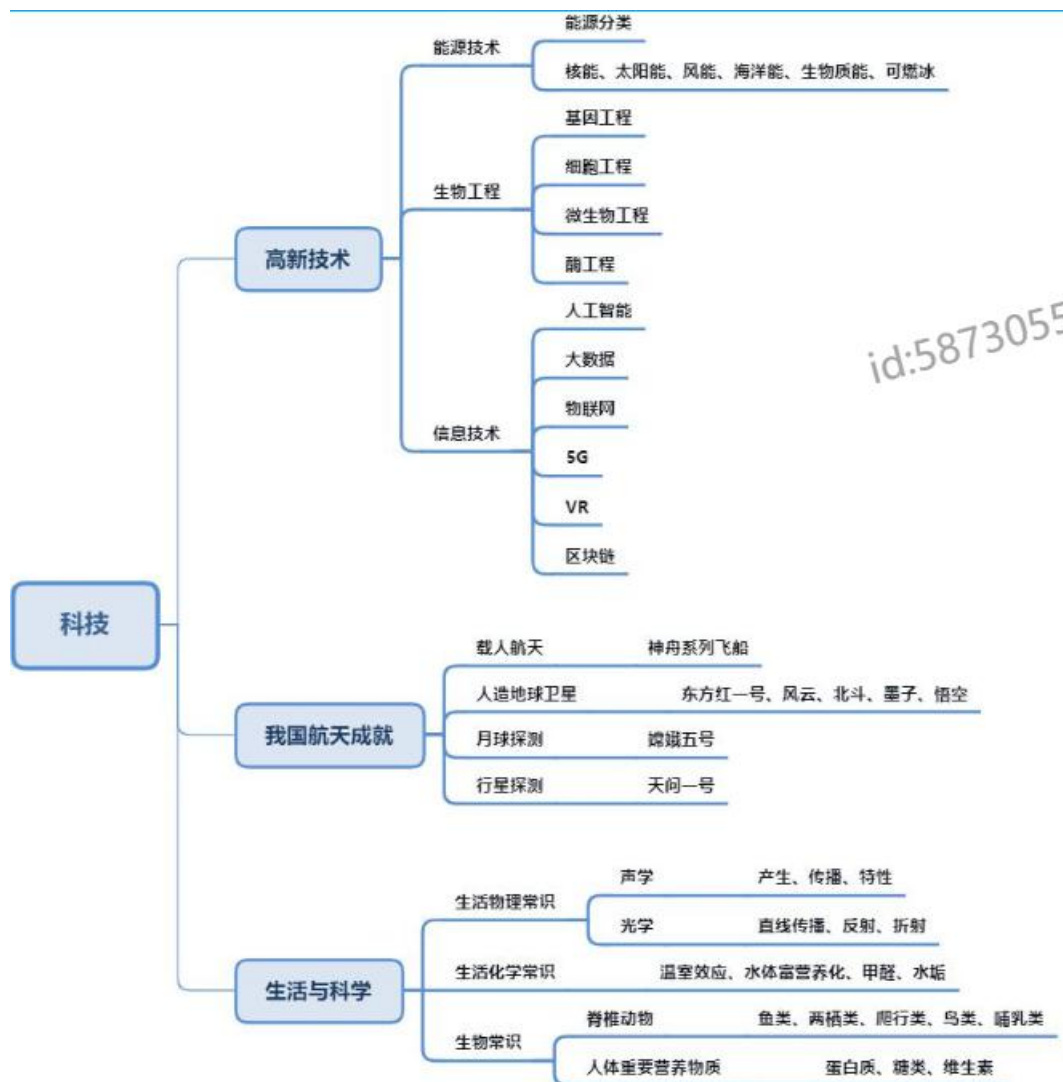 能源分类
能源技术
核能、太阳能、风能、海洋能、生物质能、可燃冰
基因工程
细胞工程
生物工程
微生物工程
酶工程
高新技术
人工智能
大数据
物联网
信息技术
5G
VR
区块链
id:5873055
科技
载人航天 神舟系列飞船
人造地球卫星 东方红一号、风云、北斗、墨子、悟空
我国航天成就
月球探测 嫦娥五号
行星探测 天问一号
声学 产生、传播、特性
生活物理常识
光学 直线传播、反射、折射
生活与科学
生活化学常识 温室效应、水体富营养化、甲醛、水垢
脊椎动物 鱼类、两栖类、爬行类、鸟类、哺乳类
生物常识
人体重要营养物质 蛋白质、糖类、维生素